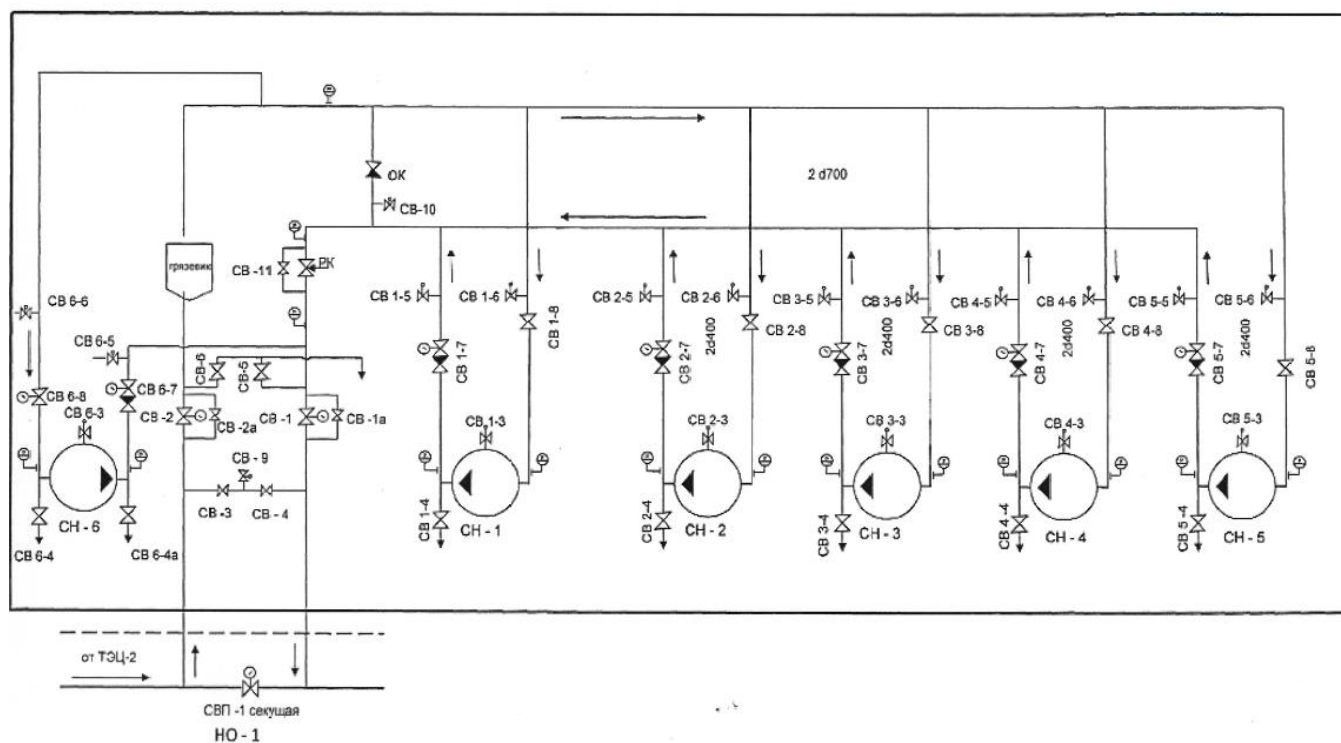 ОК
2 d700
СВ-10
грязевик
СВ -11
РК
СВ 6-6
СВ 1-5
СВ 1-6
СВ 2-5
СВ 2-6
СВ 3-5
СВ 3-6
СВ 4-5
СВ 4-6
СВ 5-5
СВ 5-6
СВ 1-8
СВ 2-8
СВ 3-8
СВ 4-8
СВ 5-8
2d400
2d400
2d400
2d400
СВ 6-5
СВ-6
СВ-5
СВ 1-7
СВ 2-7
СВ 3-7
СВ 4-7
СВ 5-7
СВ 6-7
СВ 6-8
СВ 6-3
СВ -2
СВ -2а
СВ -1
СВ -1а
СВ 1-3
СВ 2-3
СВ 3-3
СВ 4-3
СВ 5-3
СВ - 9
СВ -3
СВ - 4
СВ 1-4
СВ 2-4
СВ 3-4
СВ 4-4
СВ 5-4
СН - 6
СН - 1
СН - 2
СН - 3
СН - 4
СН - 5
СВ 6-4
СВ 6-4а
от ТЭЦ-2
СВП -1 секущая
НО - 1